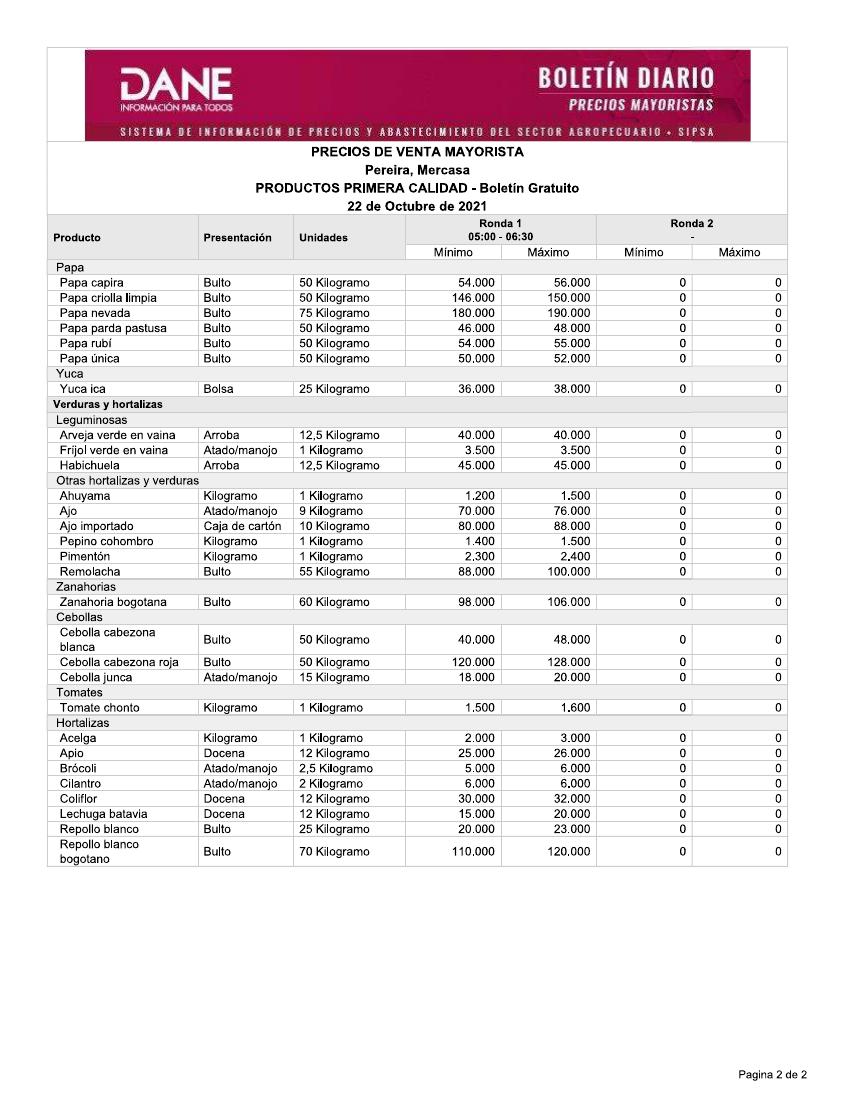 DANE
INFORMACIÓN PARA TODOS
BOLETÍN DIARIO
PRECIOS MAYORISTAS
SISTEMA DE INFORMACIÓN DE PRECIOS Y ABASTECIMIENTO DEL SECTOR AGROPECUARIO • SIPSA
PRECIOS DE VENTA MAYORISTA
Pereira, Mercasa
PRODUCTOS PRIMERA CALIDAD - Boletín Gratuito
22 de Octubre de 2021
Producto Presentación Unidades Ronda 1 Ronda 2
05:00 - 06:30 -
Mínimo Máximo Mínimo Máximo
Papa
Papa capira Bulto 50 Kilogramo 54.000 56.000 0 0
Papa criolla limpia Bulto 50 Kilogramo 146.000 150.000 0 0
Papa nevada Bulto 75 Kilogramo 180.000 190.000 0 0
Papa parda pastusa Bulto 50 Kilogramo 46.000 48.000 0 0
Papa rubí Bulto 50 Kilogramo 54.000 55.000 0 0
Papa única Bulto 50 Kilogramo 50.000 52.000 0 0
Yuca
Yuca ica Bolsa 25 Kilogramo 36.000 38.000 0 0
Verduras y hortalizas
Leguminosas
Arveja verde en vaina Arroba 12,5 Kilogramo 40.000 40.000 0 0
Fríjol verde en vaina Atado/manojo 1 Kilogramo 3.500 3.500 0 0
Habichuela Arroba 12,5 Kilogramo 45.000 45.000 0 0
Otras hortalizas y verduras
Ahuyama Kilogramo 1 Kilogramo 1.200 1.500 0 0
Ajo Atado/manojo 9 Kilogramo 70.000 76.000 0 0
Ajo importado Caja de cartón 10 Kilogramo 80.000 88.000 0 0
Pepino cohombro Kilogramo 1 Kilogramo 1.400 1.500 0 0
Pimentón Kilogramo 1 Kilogramo 2.300 2.400 0 0
Remolacha Bulto 55 Kilogramo 88.000 100.000 0 0
Zanahorias
Zanahoria bogotana Bulto 60 Kilogramo 98.000 106.000 0 0
Cebollas
Cebolla cabezona
blanca Bulto 50 Kilogramo 40.000 48.000 0 0
Cebolla cabezona roja Bulto 50 Kilogramo 120.000 128.000 0 0
Cebolla junca Atado/manojo 15 Kilogramo 18.000 20.000 0 0
Tomates
Tomate chonto Kilogramo 1 Kilogramo 1.500 1.600 0 0
Hortalizas
Acelga Kilogramo 1 Kilogramo 2.000 3.000 0 0
Apio Docena 12 Kilogramo 25.000 26.000 0 0
Brócoli Atado/manojo 2,5 Kilogramo 5.000 6.000 0 0
Cilantro Atado/manojo 2 Kilogramo 6.000 6.000 0 0
Coliflor Docena 12 Kilogramo 30.000 32.000 0 0
Lechuga batavia Docena 12 Kilogramo 15.000 20.000 0 0
Repollo blanco Bulto 25 Kilogramo 20.000 23.000 0 0
Repollo blanco
bogotano Bulto 70 Kilogramo 110.000 120.000 0 0
Pagina 2 de 2